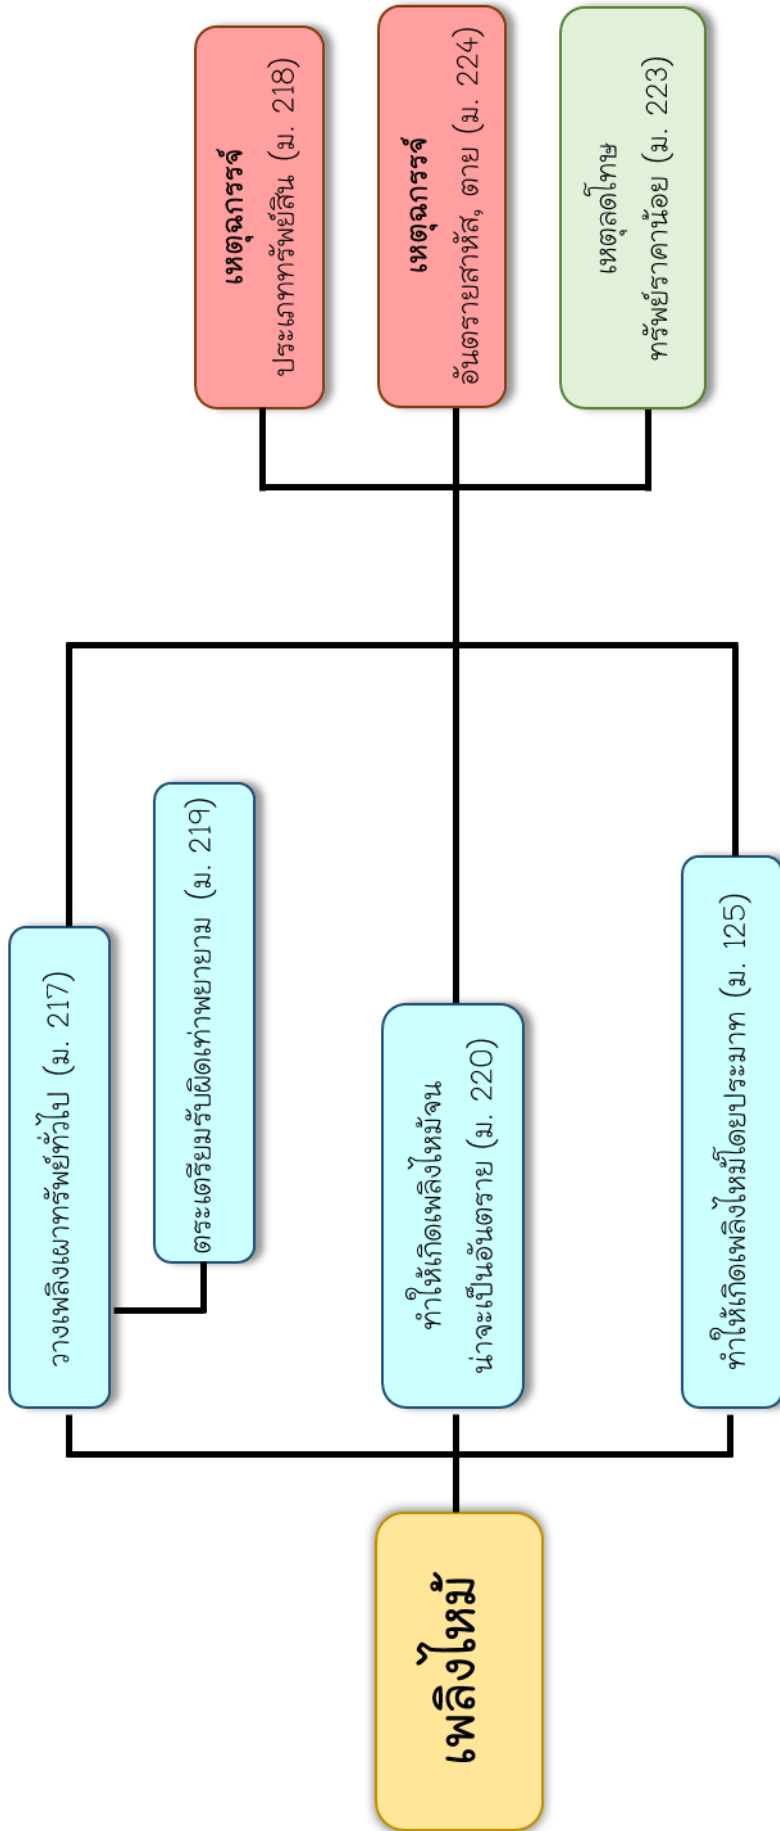 เพลิงไหม้
วางเพลิงเผาทรัพย์ทั่วไป (ม. 217)
ตระเตรียมรับผิดเท่าพยายาม (ม. 219)
ทำให้เกิดเพลิงไหม้จน
น่าจะเป็นอันตราย (ม. 220)
ทำให้เกิดเพลิงไหม้โดยประมาท (ม. 125)
เหตุฉกรรจ์
ประเภททรัพย์สิน (ม. 218)
เหตุฉกรรจ์
อันตรายสาหัส, ตาย (ม. 224)
เหตุลดโทษ
ทรัพย์ราคาน้อย (ม. 223)